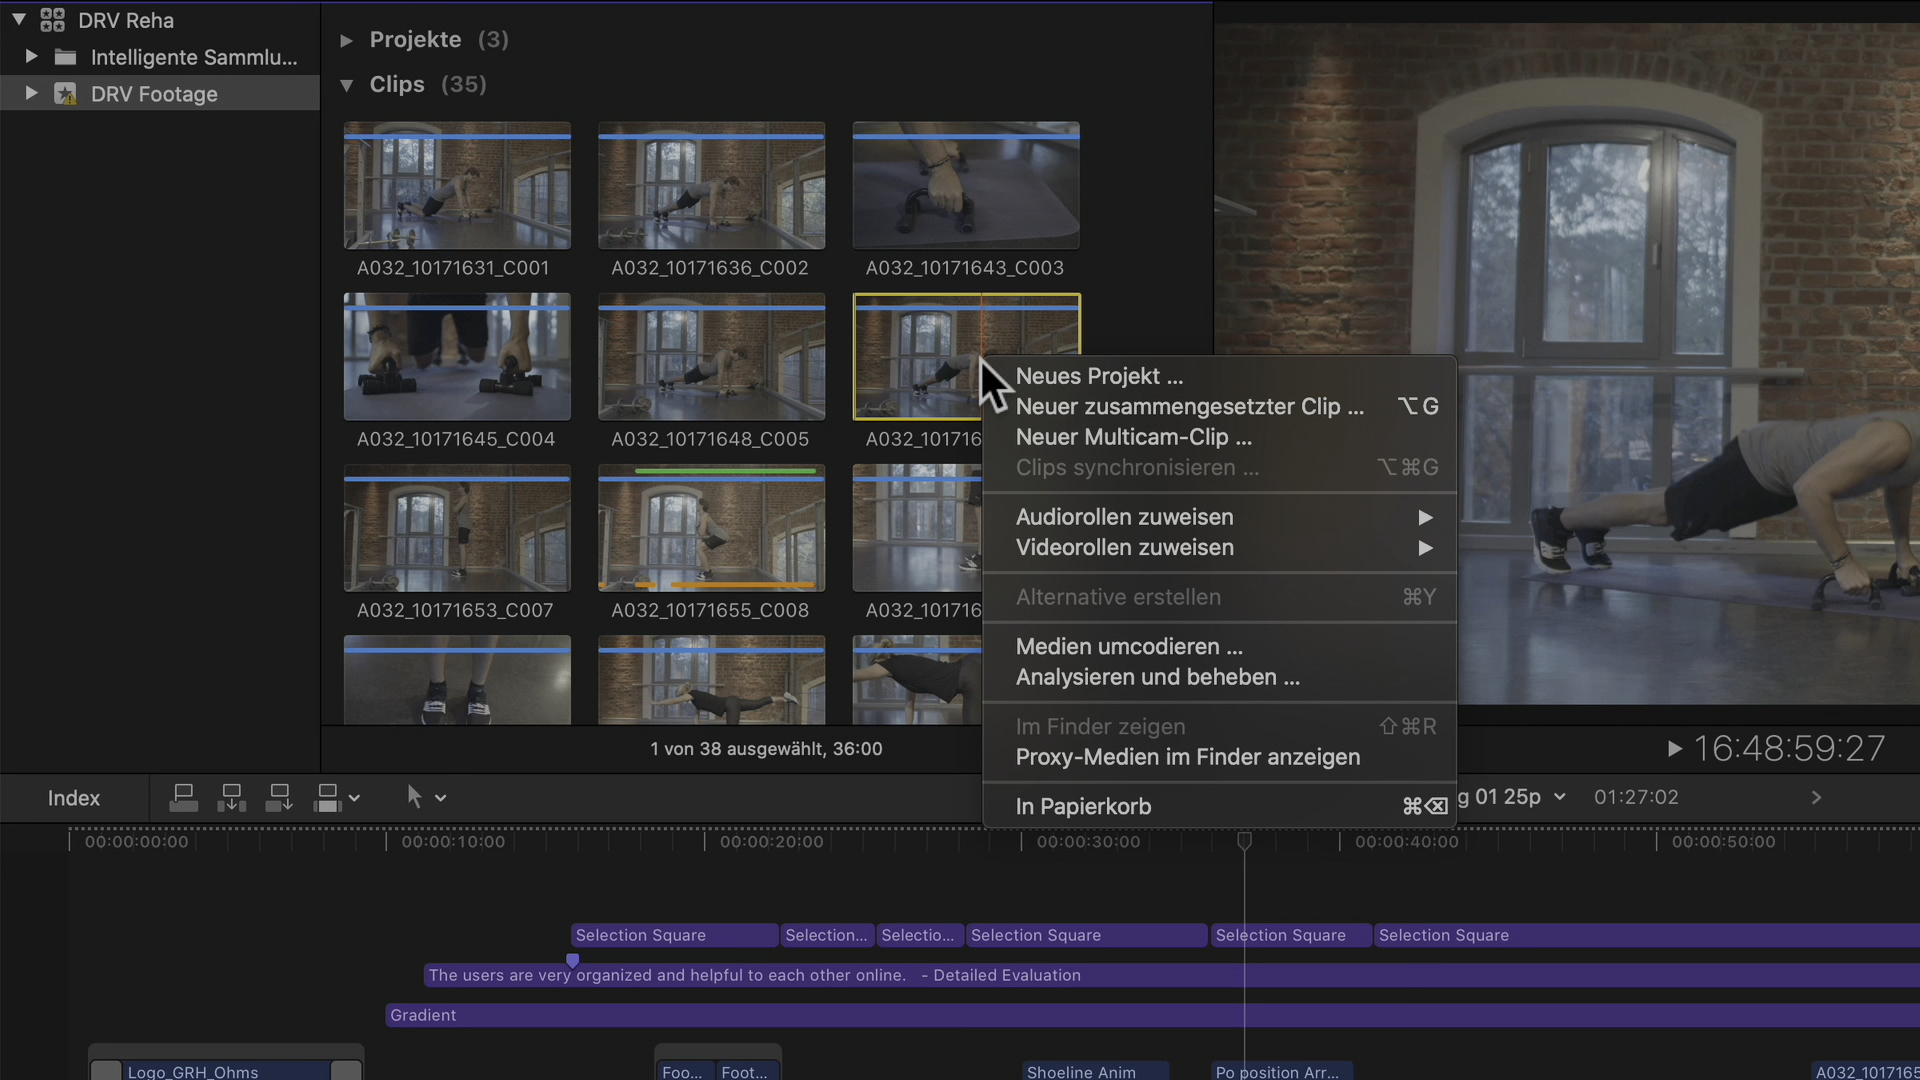 DRV Reha
Intelligente Sammlu...
DRV Footage
Projekte (3)
Clips (35)
A032_10171631_C001
A032_10171636_C002
A032_10171643_C003
A032_10171645_C004
A032_10171648_C005
A032_101716
A032_10171653_C007
A032_10171655_C008
A032_101716
1 von 38 ausgewählt, 36:00
Neues Projekt ...
Neuer zusammengesetzter Clip ... ⌥G
Neuer Multicam-Clip ...
Clips synchronisieren ... ⌥⌘G
Audiorollen zuweisen
Videorollen zuweisen
Alternative erstellen ⌘Y
Medien umcodieren ...
Analysieren und beheben ...
Im Finder zeigen ⇧⌘R
Proxy-Medien im Finder anzeigen
In Papierkorb ⌘⌫
16:48:59:27
Index
g 01 25p
01:27:02
00:00:00:00
00:00:10:00
00:00:20:00
00:00:30:00
00:00:40:00
00:00:50:00
Selection Square
Selection...
Selectio...
Selection Square
Selection Square
Selection Square
The users are very organized and helpful to each other online. - Detailed Evaluation
Gradient
Logo_GRH_Ohms
Foo...
Foot...
Shoeline Anim
Po position Arr...
A032_1017165